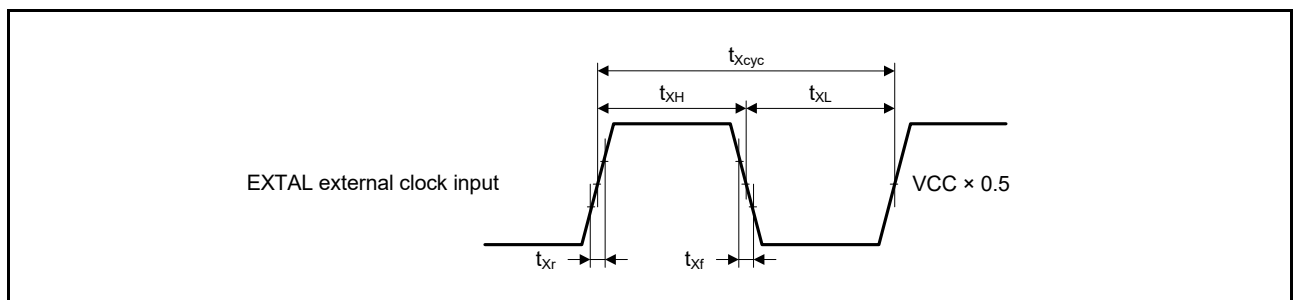 tXcyc
tXH
tXL
EXTAL external clock input
VCC × 0.5
tXr
tXf